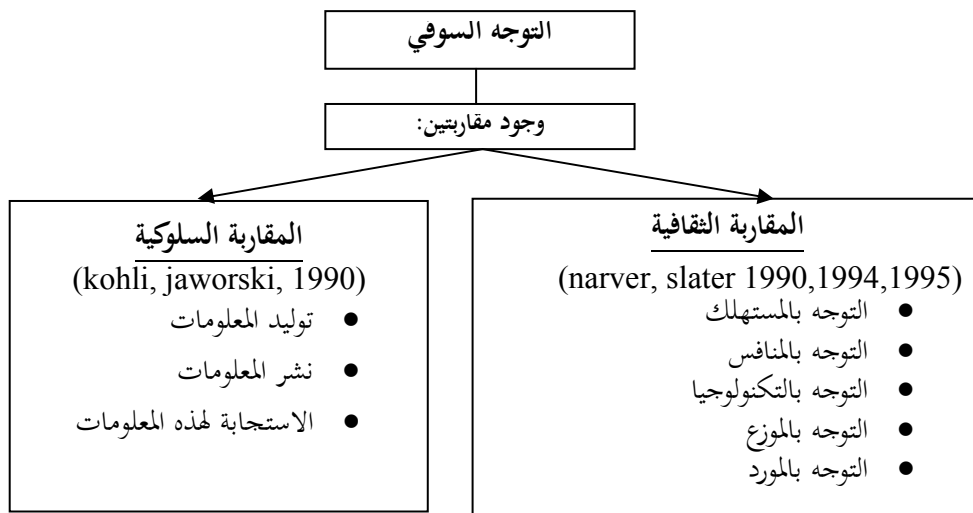 التوجه السوفي
وجود مقاربتين:
المقاربة الثقافية
(narver, slater 1990,1994,1995)
● التوجه بالمستهلك
● التوجه بالمنافس
● التوجه بالتكنولوجيا
● التوجه بالموزع
● التوجه بالمورد
المقاربة السلوكية
(kohli, jaworski, 1990)
● توليد المعلومات
● نشر المعلومات
● الاستجابة لهذه المعلومات